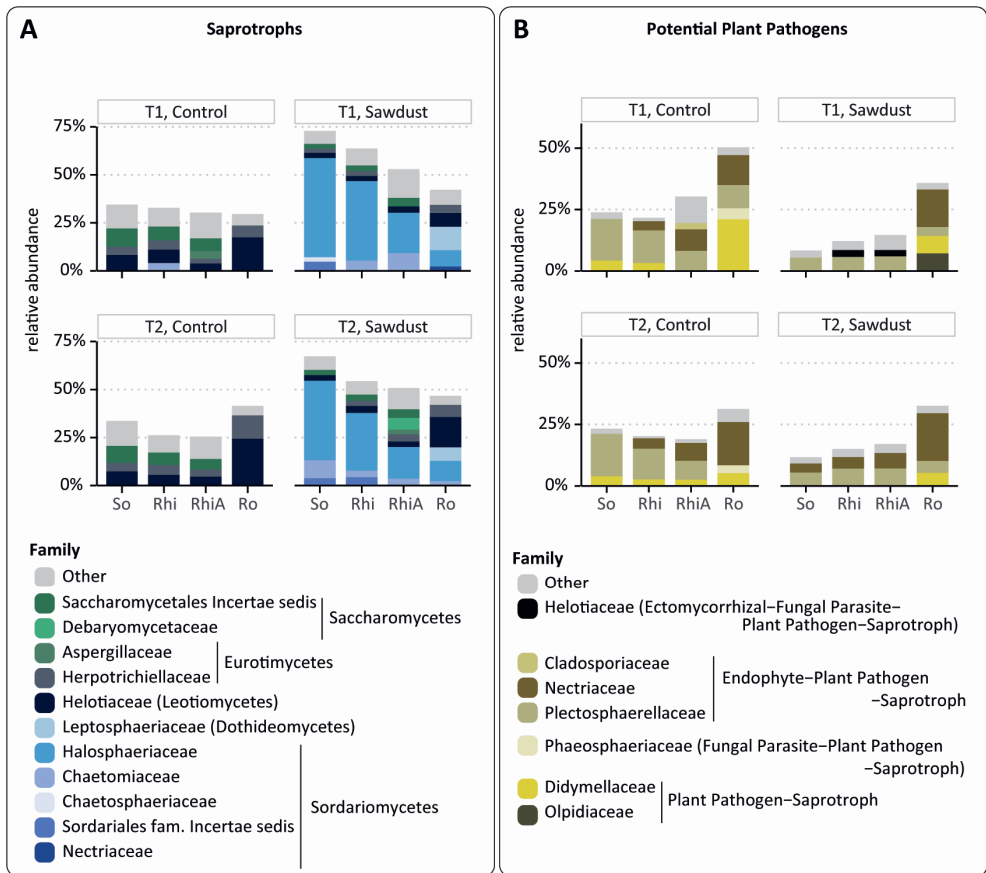 A
Saprotrophs
T1, Control
T1, Sawdust
75%
50%
25%
0%
relative abundance
T2, Control
T2, Sawdust
75%
50%
25%
0%
So Rhi RhiA Ro
So Rhi RhiA Ro
Family
Other
Saccharomycetales Incertae sedis
Debaryomycetaceae
Saccharomycetes
Aspergillaceae
Herpotrichiellaceae
Eurotimycetes
Helotiaceae (Leotiomycetes)
Leptosphaeriaceae (Dothideomycetes)
Halosphaeriaceae
Chaetomiaceae
Chaetosphaeriaceae
Sordariales fam. Incertae sedis
Nectriaceae
Sordariomycetes
B
Potential Plant Pathogens
T1, Control
T1, Sawdust
50%
25%
0%
relative abundance
T2, Control
T2, Sawdust
50%
25%
0%
So Rhi RhiA Ro
So Rhi RhiA Ro
Family
Other
Helotiaceae (Ectomycorrhizal–Fungal Parasite–
Plant Pathogen–Saprotroph)
Cladosporiaceae
Nectriaceae
Plectosphaerellaceae
Endophyte–Plant Pathogen
–Saprotroph
Phaeosphaeriaceae (Fungal Parasite–Plant Pathogen
–Saprotroph)
Didymellaceae
Olpidiaceae
Plant Pathogen–Saprotroph